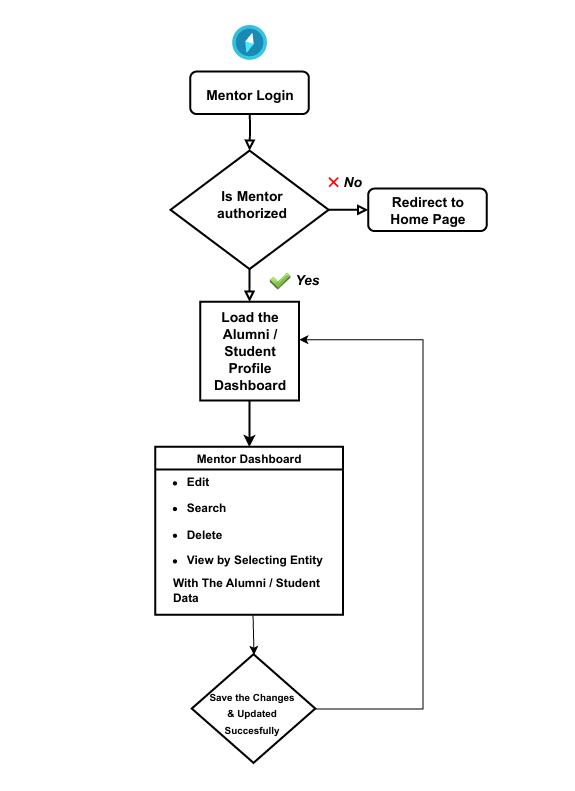 Mentor Login
Is Mentor
authorized
No
Redirect to
Home Page
Yes
Load the
Alumni /
Student
Profile
Dashboard
Mentor Dashboard
• Edit
• Search
• Delete
• View by Selecting Entity
With The Alumni / Student
Data
Save the Changes
& Updated
Succesfully